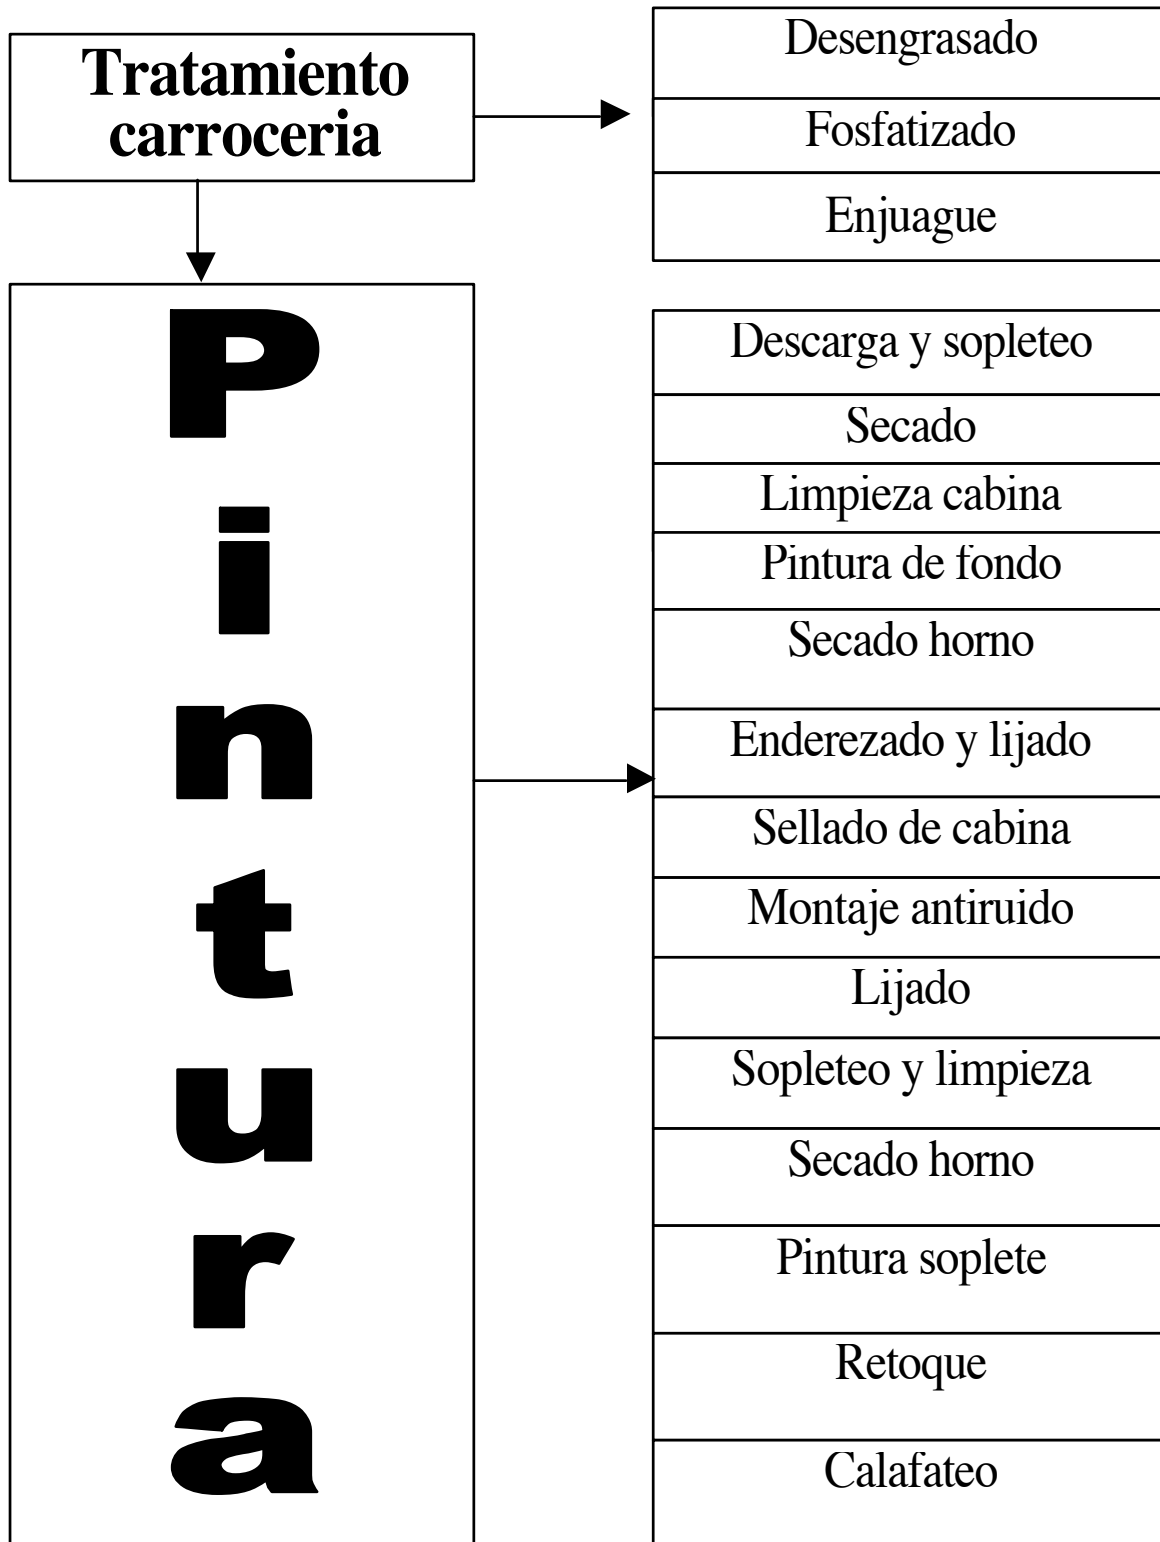 Tratamiento
carroceria
Desengrasado
Fosfatizado
Enjuague
Pintura
Descarga y sopleteo
Secado
Limpieza cabina
Pintura de fondo
Secado horno
Enderezado y lijado
Sellado de cabina
Montaje antiruido
Lijado
Sopleteo y limpieza
Secado horno
Pintura soplete
Retoque
Calafateo